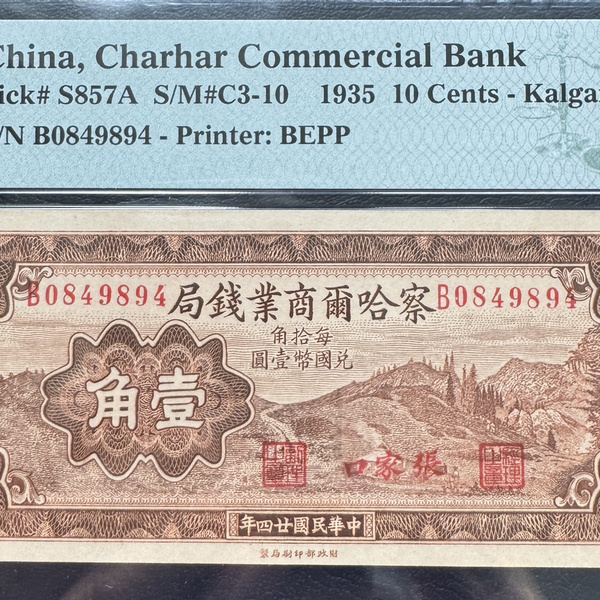 China, Charhar Commercial Bank
ick# S857A S/M#C3-10 1935 10 Cents - Kalga
/N B0849894 - Printer: BEPP
B0849894 察哈爾商業錢局 B0849894
每拾角
兌國幣壹圓
壹角
張家口
中華民國廿四年
財政部印刷局製